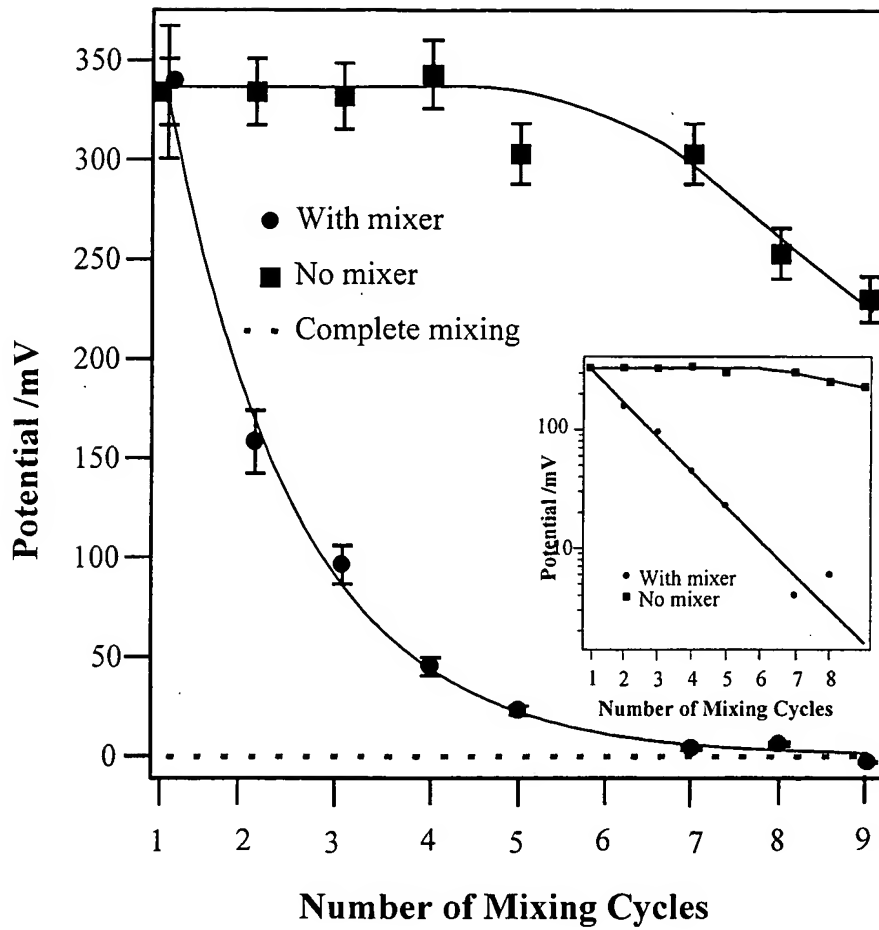 350
300
250
200
150
100
50
0
Potential /mV
With mixer
No mixer
Complete mixing
1 2 3 4 5 6 7 8 9
Number of Mixing Cycles
100
10
Potential /mV
With mixer
No mixer
1 2 3 4 5 6 7 8
Number of Mixing Cycles